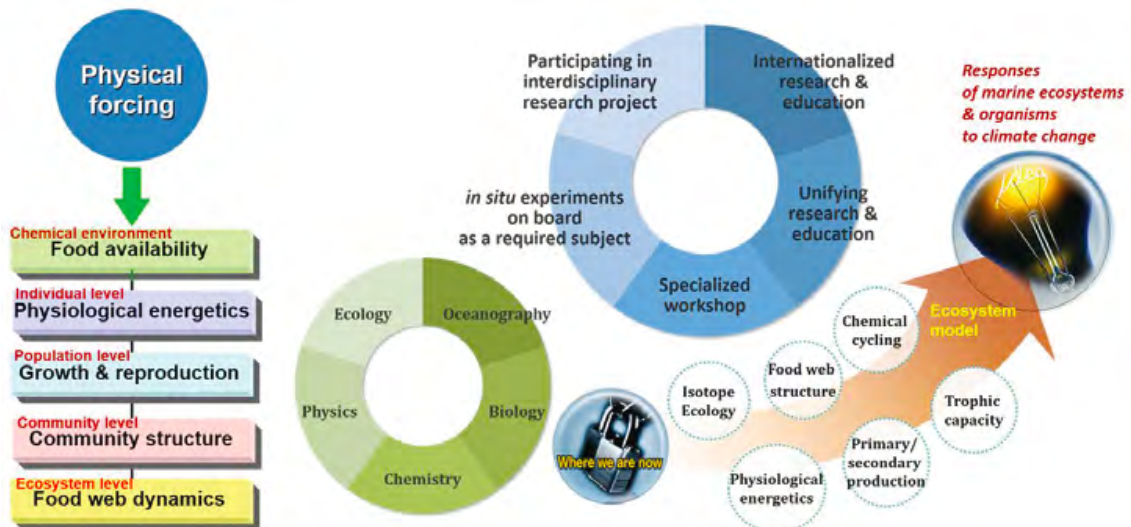 Physical
forcing
Chemical environment
Food availability
Individual level
Physiological energetics
Population level
Growth & reproduction
Community level
Community structure
Ecosystem level
Food web dynamics
Participating in
interdisciplinary
research project
Internationalized
research &
education
in situ experiments
on board
as a required subject
Unifying
research &
education
Specialized
workshop
Ecology
Oceanography
Physics
Biology
Chemistry
Where we are now
Isotope
Ecology
Food web
structure
Chemical
cycling
Physiological
energetics
Primary/
secondary
production
Trophic
capacity
Ecosystem
model
Responses
of marine ecosystems
& organisms
to climate change
Idea